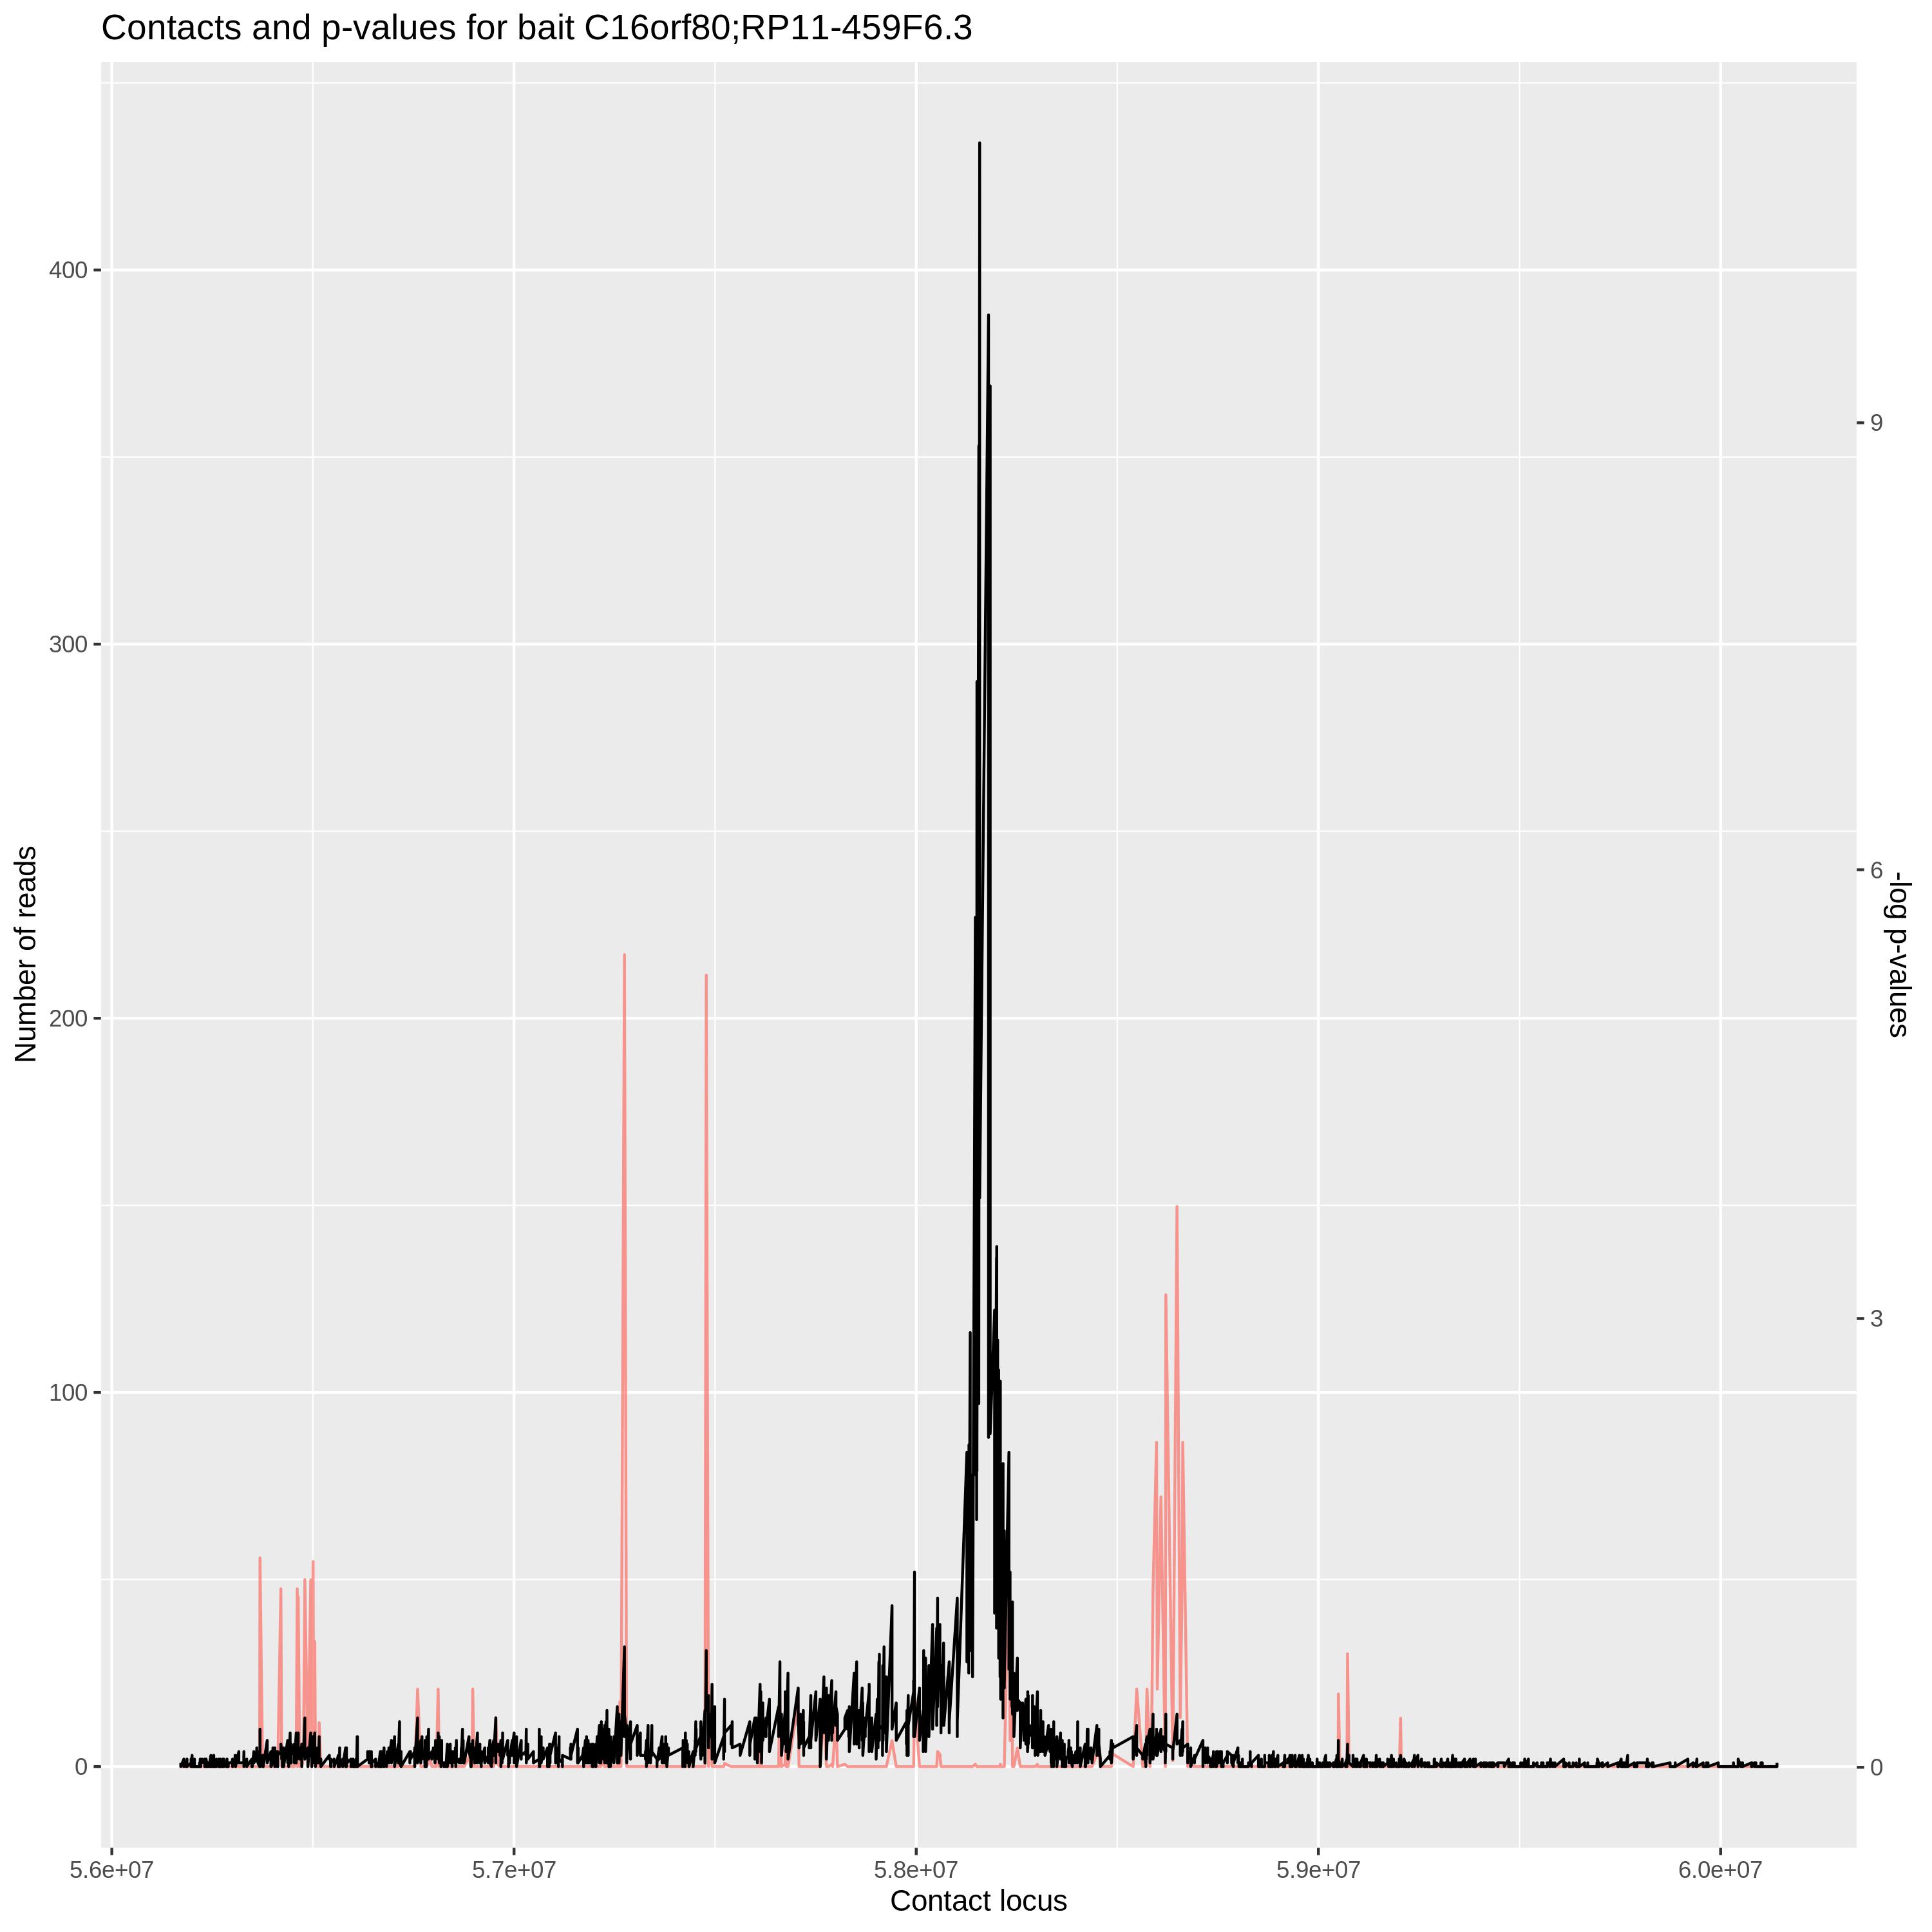 Contacts and p-values for bait C16orf80;RP11-459F6.3
400
300
200
100
0
Number of reads
9
6
3
0
-log p-values
5.6e+07 5.7e+07 5.8e+07 5.9e+07 6.0e+07
Contact locus